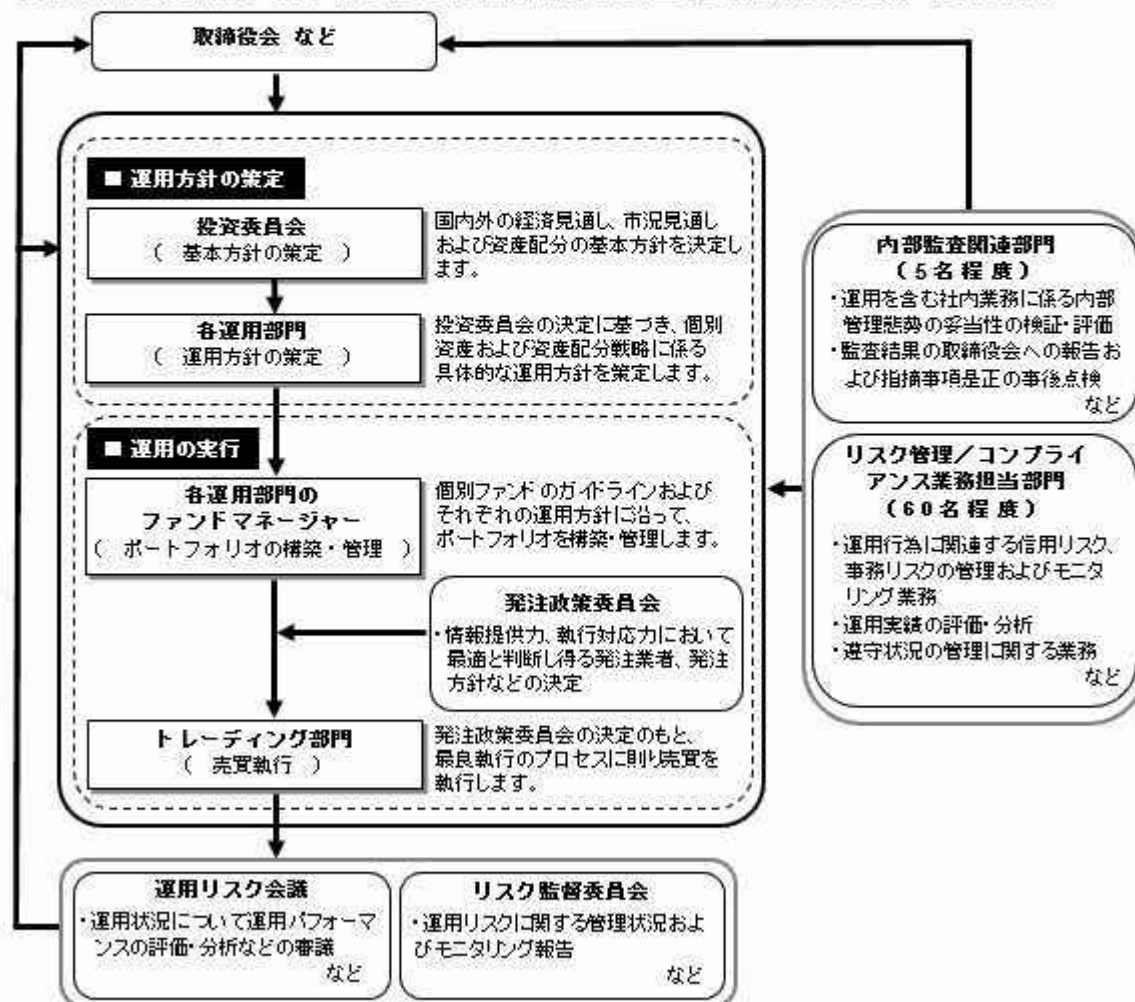 取締役会 など
■ 運用方針の策定
投資委員会
( 基本方針の策定 )
国内外の経済見通し、市況見通し
および資産配分の基本方針を決定し
ます。
各運用部門
( 運用方針の策定 )
投資委員会の決定に基づき、個別
資産および資産配分戦略に係る
具体的な運用方針を策定します。
■ 運用の実行
各運用部門の
ファンドマネージャー
( ポートフォリオの構築・管理 )
個別ファンドのガイドラインおよび
それぞれの運用方針に沿って、
ポートフォリオを構築・管理します。
発注政策委員会
・情報提供力、執行対応力において
最適と判断し得る発注業者、発注
方針などの決定
トレーディング部門
( 売買執行 )
発注政策委員会の決定のもと、
最良執行のプロセスに則り売買を
執行します。
内部監査関連部門
(5名程度)
・運用を含む社内業務に係る内部
管理態勢の妥当性の検証・評価
・監査結果の取締役会への報告お
よび指摘事項是正の事後点検
など
リスク管理/コンプライ
アンス業務担当部門
(60名程度)
・運用行為に関連する信用リスク、
事務リスクの管理およびモニタ
リング業務
・運用実績の評価・分析
・遵守状況の管理に関する業務
など
運用リスク会議
・運用状況について運用パフォーマ
ンスの評価・分析などの審議
など
リスク監督委員会
・運用リスクに関する管理状況およ
びモニタリング報告
など